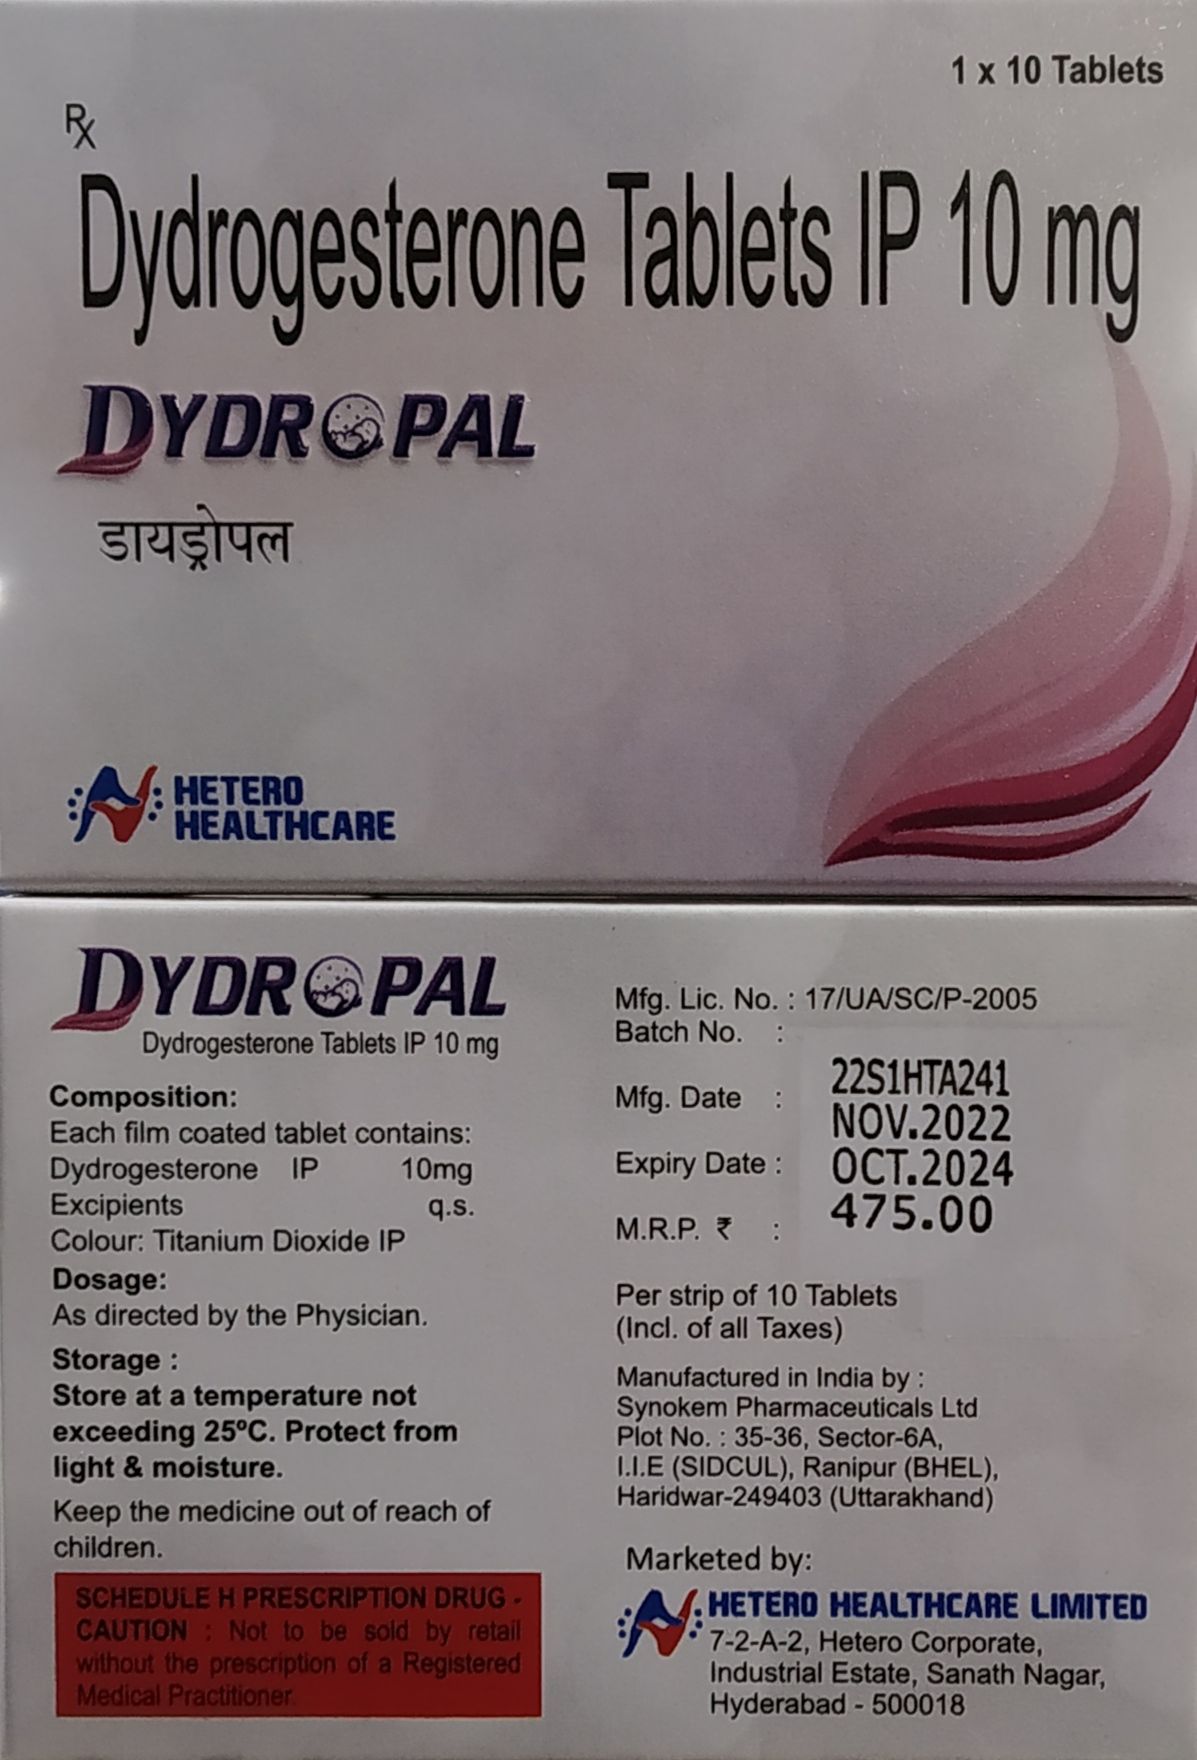 1 x 10 Tablets
Rx
Dydrogesterone Tablets IP 10 mg
DYDROPAL
डायड्रोपल
HETERO
HEALTHCARE
DYDROPAL
Dydrogesterone Tablets IP 10 mg
Composition:
Each film coated tablet contains:
Dydrogesterone IP 10mg
Excipients q.s.
Colour: Titanium Dioxide IP
Dosage:
As directed by the Physician.
Storage :
Store at a temperature not
exceeding 25ºC. Protect from
light & moisture.
Keep the medicine out of reach of
children.
SCHEDULE H PRESCRIPTION DRUG -
CAUTION : Not to be sold by retail
without the prescription of a Registered
Medical Practitioner
Mfg. Lic. No. : 17/UA/SC/P-2005
Batch No. : 22S1HTA241
Mfg. Date : NOV.2022
Expiry Date : OCT.2024
M.R.P. ₹ : 475.00
Per strip of 10 Tablets
(Incl. of all Taxes)
Manufactured in India by :
Synokem Pharmaceuticals Ltd
Plot No. : 35-36, Sector-6A,
I.I.E (SIDCUL), Ranipur (BHEL),
Haridwar-249403 (Uttarakhand)
Marketed by:
HETERO HEALTHCARE LIMITED
7-2-A-2, Hetero Corporate,
Industrial Estate, Sanath Nagar,
Hyderabad - 500018